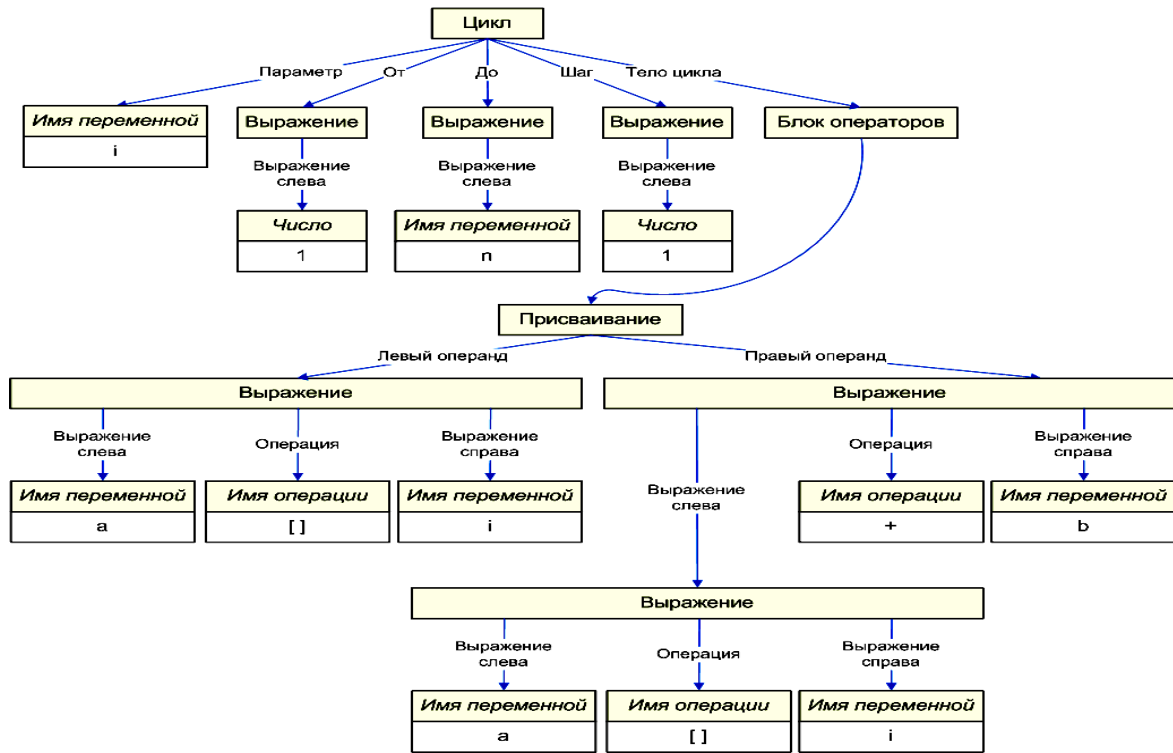 Цикл
Параметр
От
До
Шаг
Тело цикла
Имя переменной
i
Выражение
Выражение
Выражение
Блок операторов
Выражение
слева
Выражение
слева
Выражение
слева
Число
1
Имя переменной
n
Число
1
Присваивание
Левый операнд
Правый операнд
Выражение
Выражение
Выражение
слева
Операция
Выражение
справа
Выражение
слева
Операция
Выражение
справа
Имя переменной
a
Имя операции
[ ]
Имя переменной
i
Имя операции
+
Имя переменной
b
Выражение
Выражение
слева
Операция
Выражение
справа
Имя переменной
a
Имя операции
[ ]
Имя переменной
i